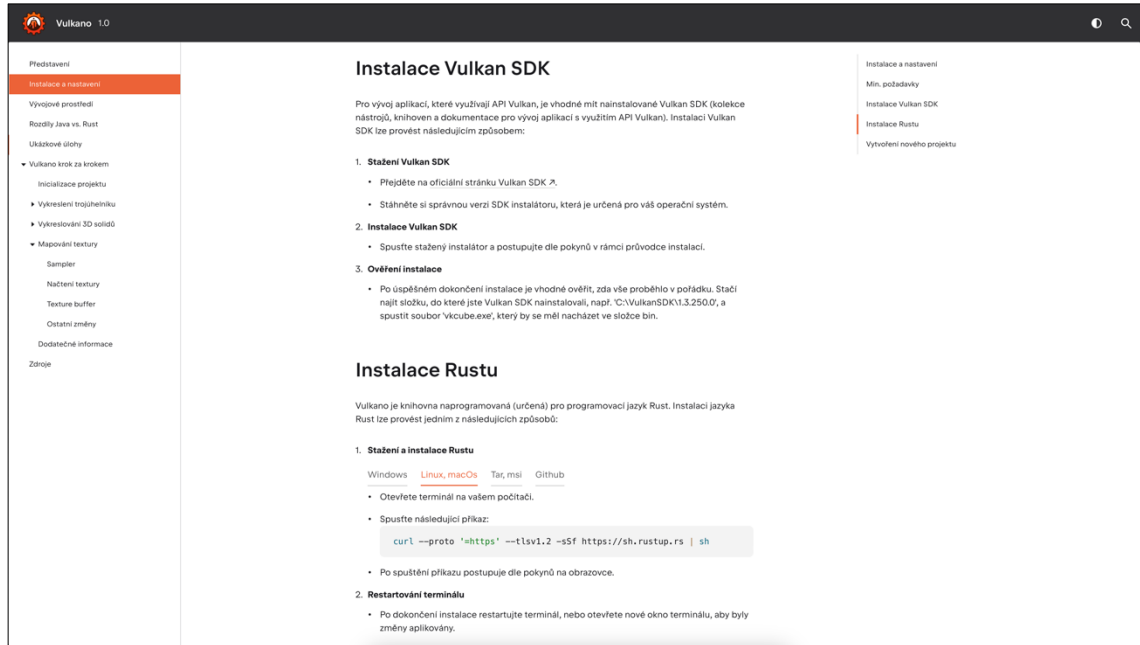 Vulkano 1.0
Představení
Instalace a nastavení
Vývojové prostředí
Rozdíly Java vs. Rust
Ukázkové úlohy
Vulkano krok za krokem
Inicializace projektu
Vykreslení trojúhelníku
Vykreslování 3D solidů
Mapování textury
Sampler
Načtení textury
Texture buffer
Ostatní změny
Dodatečné informace
Zdroje
Instalace Vulkan SDK
Pro vývoj aplikací, které využívají API Vulkan, je vhodné mít nainstalované Vulkan SDK (kolekce
nástrojů, knihoven a dokumentace pro vývoj aplikací s využitím API Vulkan). Instalaci Vulkan
SDK lze provést následujícím způsobem:
1. Stažení Vulkan SDK
• Přejděte na oficiální stránku Vulkan SDK ↗.
• Stáhněte si správnou verzi SDK instalátoru, která je určená pro váš operační systém.
2. Instalace Vulkan SDK
• Spusťte stažený instalátor a postupujte dle pokynů v rámci průvodce instalací.
3. Ověření instalace
• Po úspěšném dokončení instalace je vhodné ověřit, zda vše proběhlo v pořádku. Stačí
najít složku, do které jste Vulkan SDK nainstalovali, např. 'C:\VulkanSDK\1.3.250.0', a
spustit soubor 'vkcube.exe', který by se měl nacházet ve složce bin.
Instalace Rustu
Vulkano je knihovna naprogramovaná (určená) pro programovací jazyk Rust. Instalaci jazyka
Rust lze provést jedním z následujících způsobů:
1. Stažení a instalace Rustu
Windows Linux, macOs Tar, msi Github
• Otevřete terminál na vašem počítači.
• Spusťte následující příkaz:
curl --proto '=https' --tlsv1.2 -sSf https://sh.rustup.rs | sh
• Po spuštění příkazu postupuje dle pokynů na obrazovce.
2. Restartování terminálu
• Po dokončení instalace restartujte terminál, nebo otevřete nové okno terminálu, aby byly
změny aplikovány.
Instalace a nastavení
Min. požadavky
Instalace Vulkan SDK
Instalace Rustu
Vytvoření nového projektu